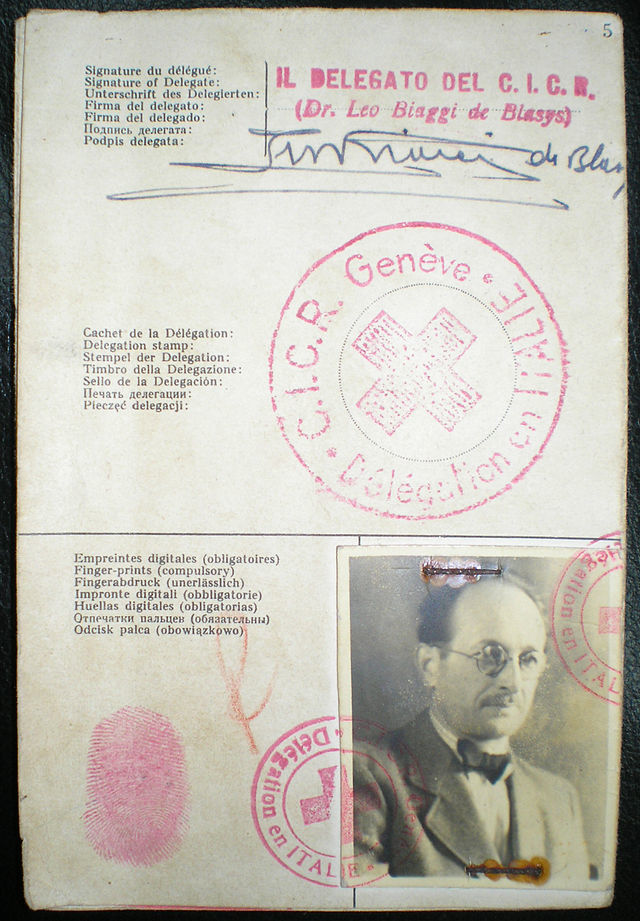 5
Signature du délégué:
Signature of Delegate:
Unterschrift des Delegierten:
Firma del delegato:
Firma del delegado:
Подпись делегата:
Podpis delegata:
IL DELEGATO DEL C. I. C. R.
(Dr. Leo Biaggi de Blasys)
de Blasys
Cachet de la Délégation:
Delegation stamp:
Stempel der Delegation:
Timbro della Delegazione:
Sello de la Delegación:
Печать делегации:
Pieczęć delegacji:
C.I.C.R. Genève
Délégation en ITALIE
Empreintes digitales (obligatoires)
Finger-prints (compulsory)
Fingerabdruck (unerlässlich)
Impronte digitali (obbligatorie)
Huellas digitales (obligatorias)
Отпечатки пальцев (обязательны)
Odcisk palca (obowiązkowo)
Délégation en ITALIE